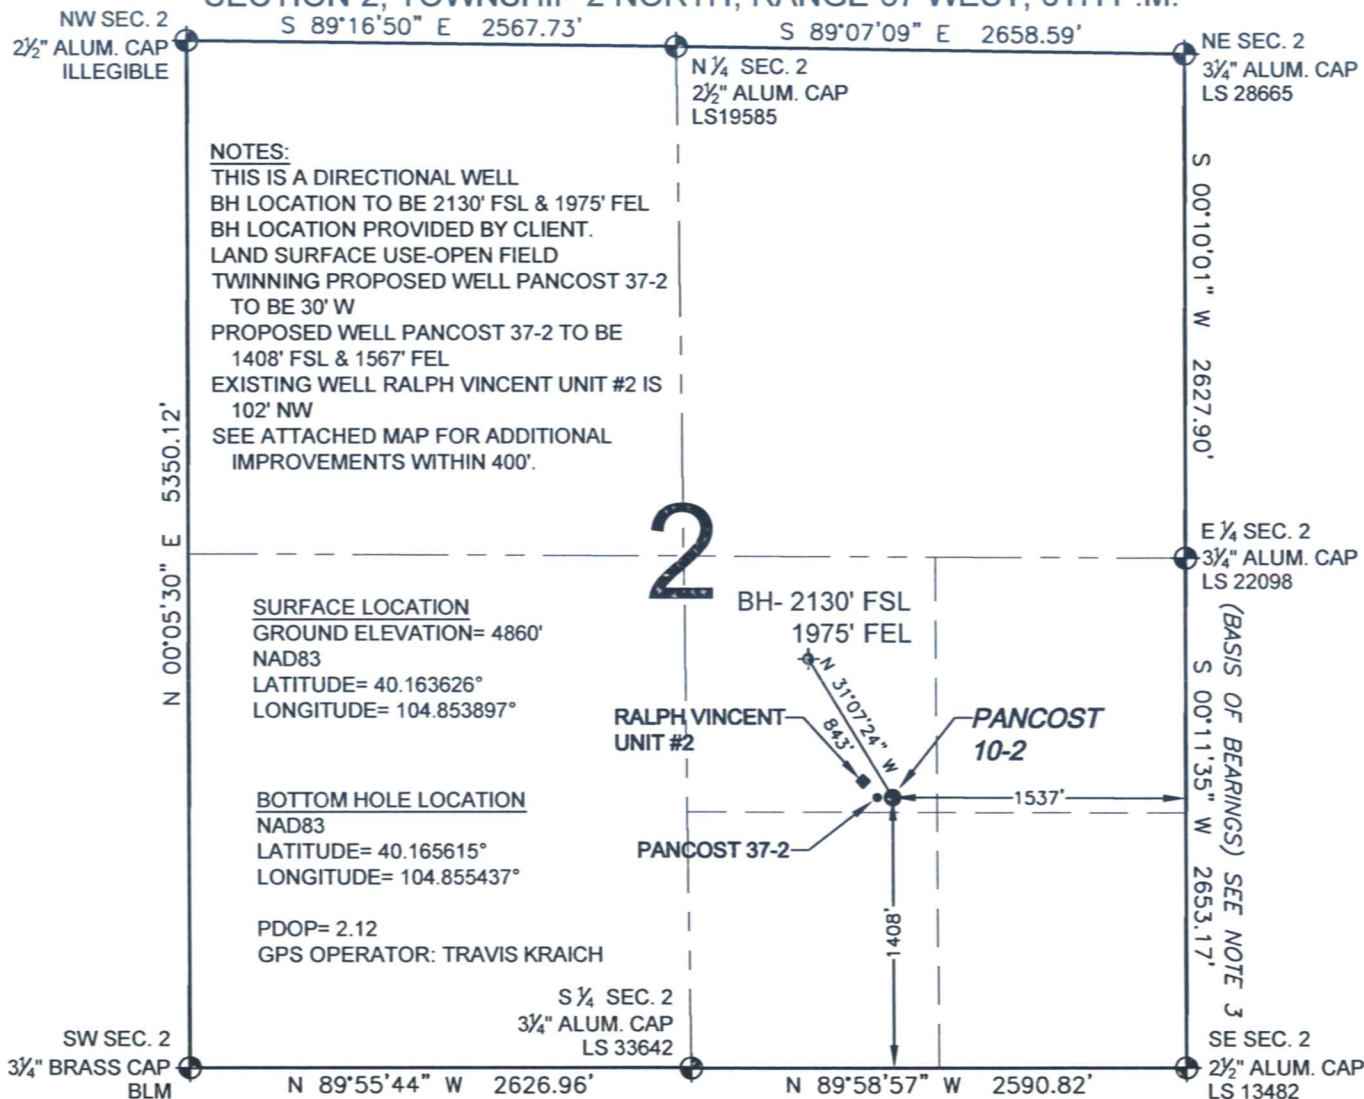 SECTION 2, TOWNSHIP 2 NORTH, RANGE 67 WEST, 6TH P.M.
NW SEC. 2
2½" ALUM. CAP
ILLEGIBLE
S 89°16'50" E 2567.73'
N ¼ SEC. 2
2½" ALUM. CAP
LS19585
S 89°07'09" E 2658.59'
NE SEC. 2
3¼" ALUM. CAP
LS 28665
NOTES:
THIS IS A DIRECTIONAL WELL
BH LOCATION TO BE 2130' FSL & 1975' FEL
BH LOCATION PROVIDED BY CLIENT.
LAND SURFACE USE-OPEN FIELD
TWINNING PROPOSED WELL PANCOST 37-2
TO BE 30' W
PROPOSED WELL PANCOST 37-2 TO BE
1408' FSL & 1567' FEL
EXISTING WELL RALPH VINCENT UNIT #2 IS
102' NW
SEE ATTACHED MAP FOR ADDITIONAL
IMPROVEMENTS WITHIN 400'.
N 00°05'30" E 5350.12'
S 00°10'01" W 2627.90'
2
E ¼ SEC. 2
3¼" ALUM. CAP
LS 22098
SURFACE LOCATION
GROUND ELEVATION= 4860'
NAD83
LATITUDE= 40.163626°
LONGITUDE= 104.853897°
BH- 2130' FSL
1975' FEL
N 31°07'24" W
843'
RALPH VINCENT
UNIT #2
PANCOST
10-2
1537'
PANCOST 37-2
1408'
S 00°11'35" W 2653.17'
(BASIS OF BEARINGS) SEE NOTE 3
BOTTOM HOLE LOCATION
NAD83
LATITUDE= 40.165615°
LONGITUDE= 104.855437°
PDOP= 2.12
GPS OPERATOR: TRAVIS KRAICH
SW SEC. 2
3¼" BRASS CAP
BLM
N 89°55'44" W 2626.96'
S ¼ SEC. 2
3¼" ALUM. CAP
LS 33642
N 89°58'57" W 2590.82'
SE SEC. 2
2½" ALUM. CAP
LS 13482